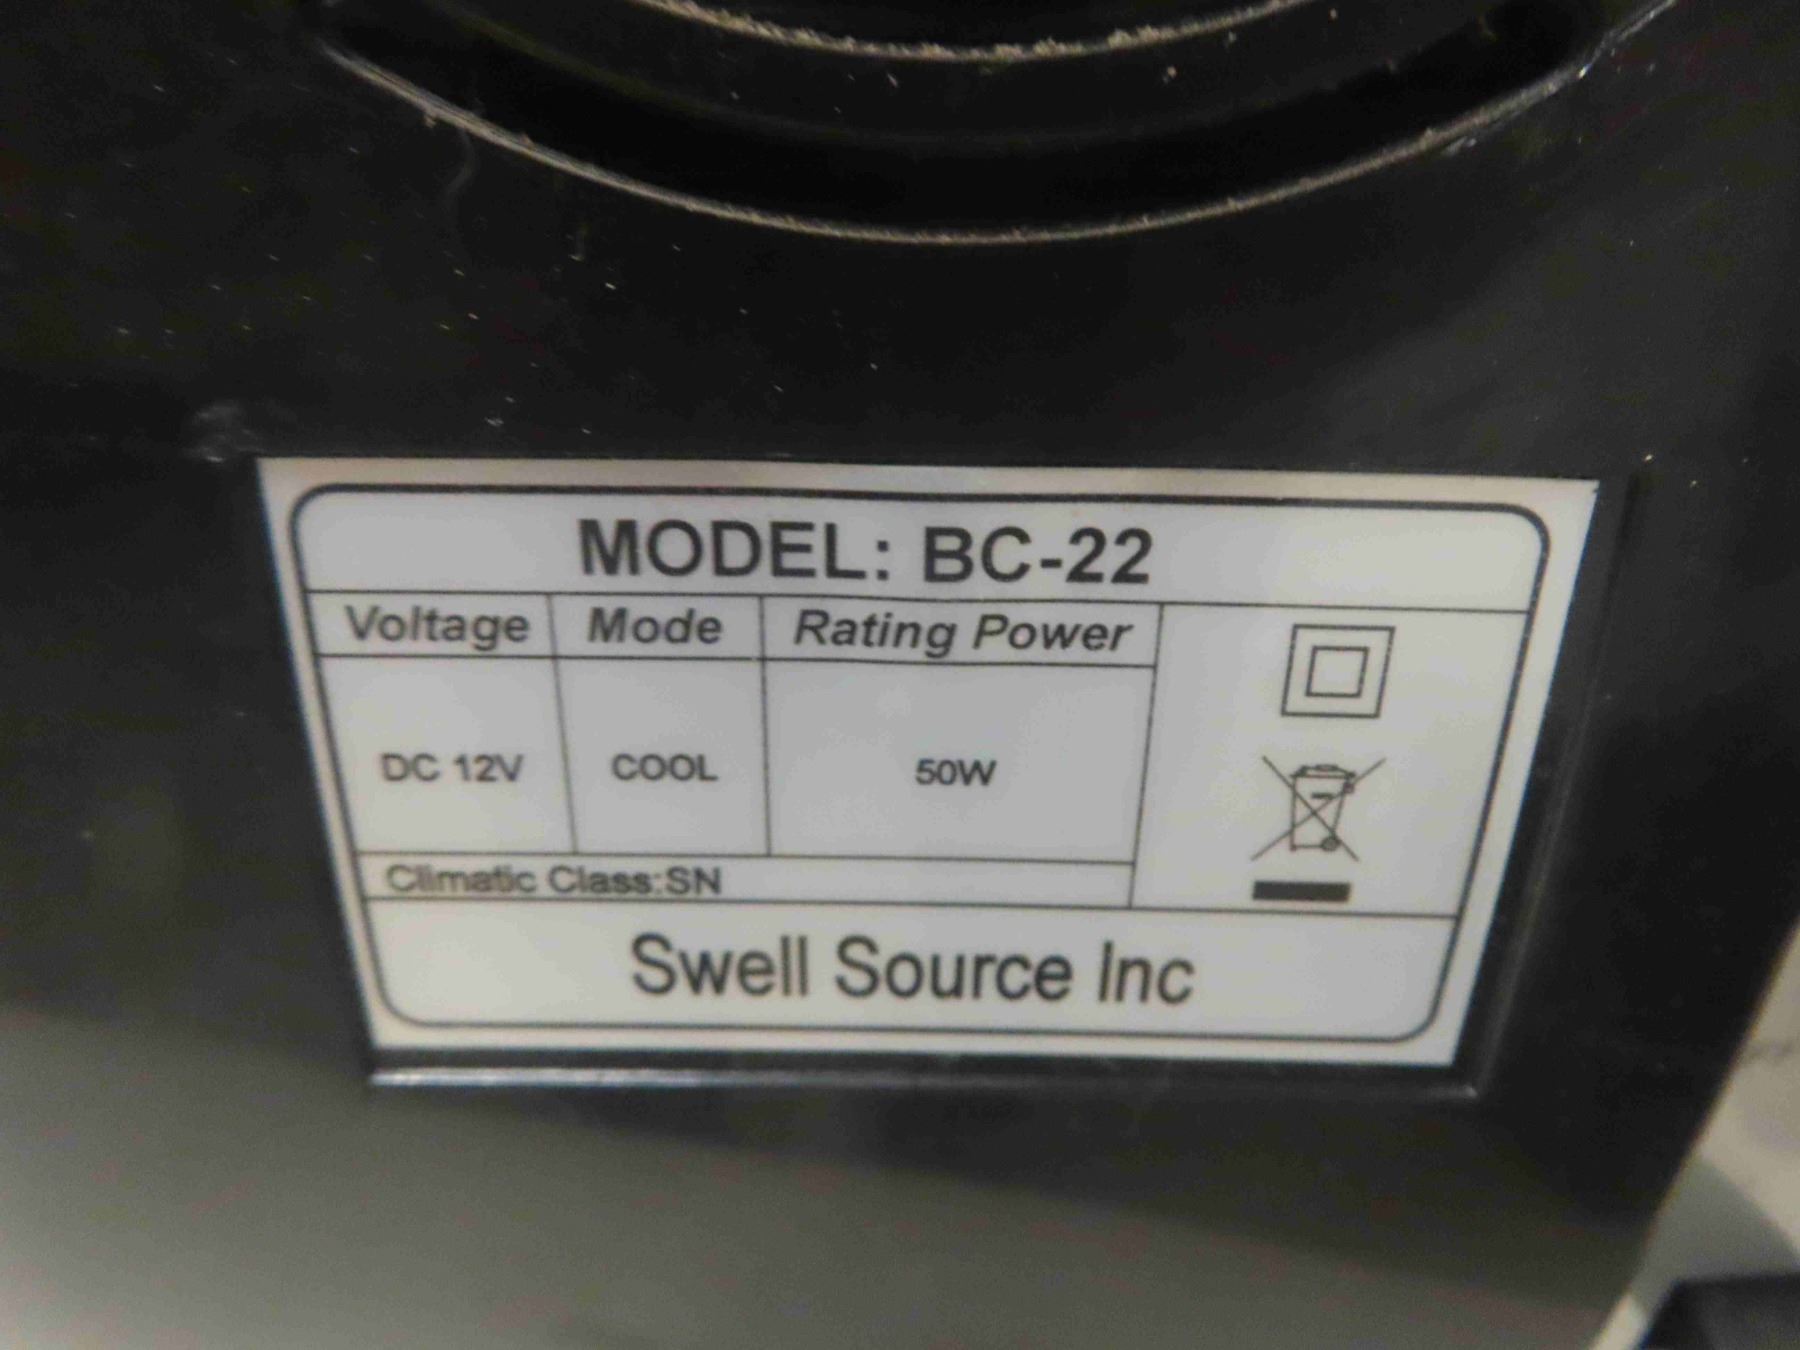 MODEL: BC-22
Voltage Mode Rating Power
DC 12V COOL 50W
Climatic Class:SN
Swell Source Inc